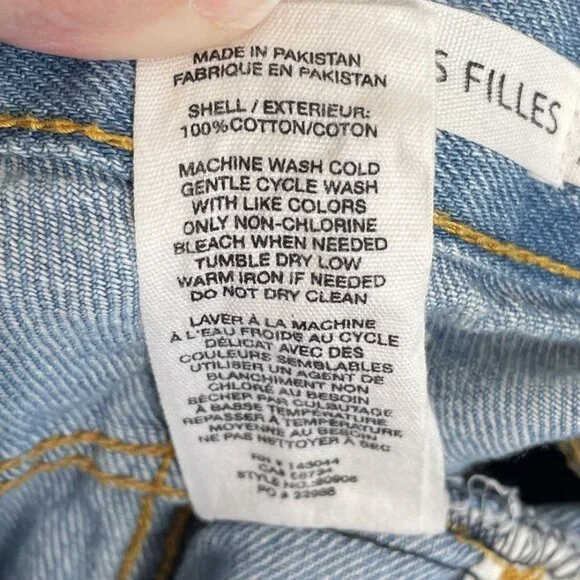 MADE IN PAKISTAN
FABRIQUE EN PAKISTAN
SHELL / EXTERIEUR:
100%COTTON/COTON
MACHINE WASH COLD
GENTLE CYCLE WASH
WITH LIKE COLORS
ONLY NON-CHLORINE
BLEACH WHEN NEEDED
TUMBLE DRY LOW
WARM IRON IF NEEDED
DO NOT DRY CLEAN
LAVER À LA MACHINE
À L'EAU FROIDE AU CYCLE
DÉLICAT AVEC DES
COULEURS SEMBLABLES
UTILISER UN AGENT DE
BLANCHIMENT NON
CHLORÉ AU BESOIN
SÉCHER PAR CULBUTAGE
À BASSE TEMPÉRATURE
REPASSER À TEMPÉRATURE
MOYENNE AU BESOIN
NE PAS NETTOYER À SEC
RN # 143044
CA# 56734
STYLE NO.:
PO # 22988
S FILLES